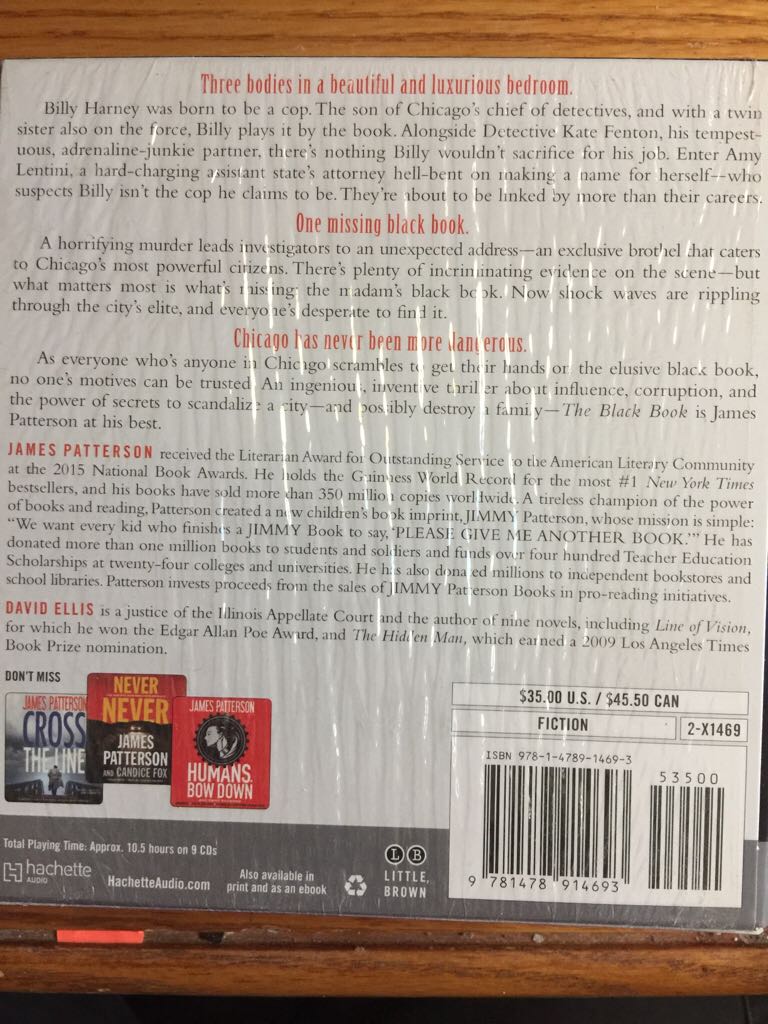 Three bodies in a beautiful and luxurious bedroom.
Billy Harney was born to be a cop. The son of Chicago's chief of detectives, and with a twin
sister also on the force, Billy plays it by the book. Alongside Detective Kate Fenton, his tempest-
uous, adrenaline-junkie partner, there's nothing Billy wouldn't sacrifice for his job. Enter Amy
Lentini, a hard-charging assistant state's attorney hell-bent on making a name for herself—who
suspects Billy isn't the cop he claims to be. They're about to be linked by more than their careers.
One missing black book.
A horrifying murder leads investigators to an unexpected address—an exclusive brothel that caters
to Chicago's most powerful citizens. There's plenty of incriminating evidence on the scene—but
what matters most is what's missing: the madam's black book. Now shock waves are rippling
through the city's elite, and everyone's desperate to find it.
Chicago has never been more dangerous.
As everyone who's anyone in Chicago scrambles to get their hands on the elusive black book,
no one's motives can be trusted. An ingenious, inventive thriller about influence, corruption, and
the power of secrets to scandalize a city—and possibly destroy a family—The Black Book is James
Patterson at his best.
JAMES PATTERSON received the Literarian Award for Outstanding Service to the American Literary Community
at the 2015 National Book Awards. He holds the Guinness World Record for the most #1 New York Times
bestsellers, and his books have sold more than 350 million copies worldwide. A tireless champion of the power
of books and reading, Patterson created a new children's book imprint, JIMMY Patterson, whose mission is simple:
"We want every kid who finishes a JIMMY Book to say, 'PLEASE GIVE ME ANOTHER BOOK.'" He has
donated more than one million books to students and soldiers and funds over four hundred Teacher Education
Scholarships at twenty-four colleges and universities. He has also donated millions to independent bookstores and
school libraries. Patterson invests proceeds from the sales of JIMMY Patterson Books in pro-reading initiatives.
DAVID ELLIS is a justice of the Illinois Appellate Court and the author of nine novels, including Line of Vision,
for which he won the Edgar Allan Poe Award, and The Hidden Man, which earned a 2009 Los Angeles Times
Book Prize nomination.
DON'T MISS
JAMES PATTERSON
CROSS
THE LINE
NEVER
NEVER
JAMES
PATTERSON
AND CANDICE FOX
JAMES PATTERSON
HUMANS,
BOW DOWN
$35.00 U.S. / $45.50 CAN
FICTION
2-X1469
ISBN 978-1-4789-1469-3
53500
9 781478 914693
Total Playing Time: Approx. 10.5 hours on 9 CDs
hachette
AUDIO
HachetteAudio.com
Also available in
print and as an ebook
L B
LITTLE,
BROWN